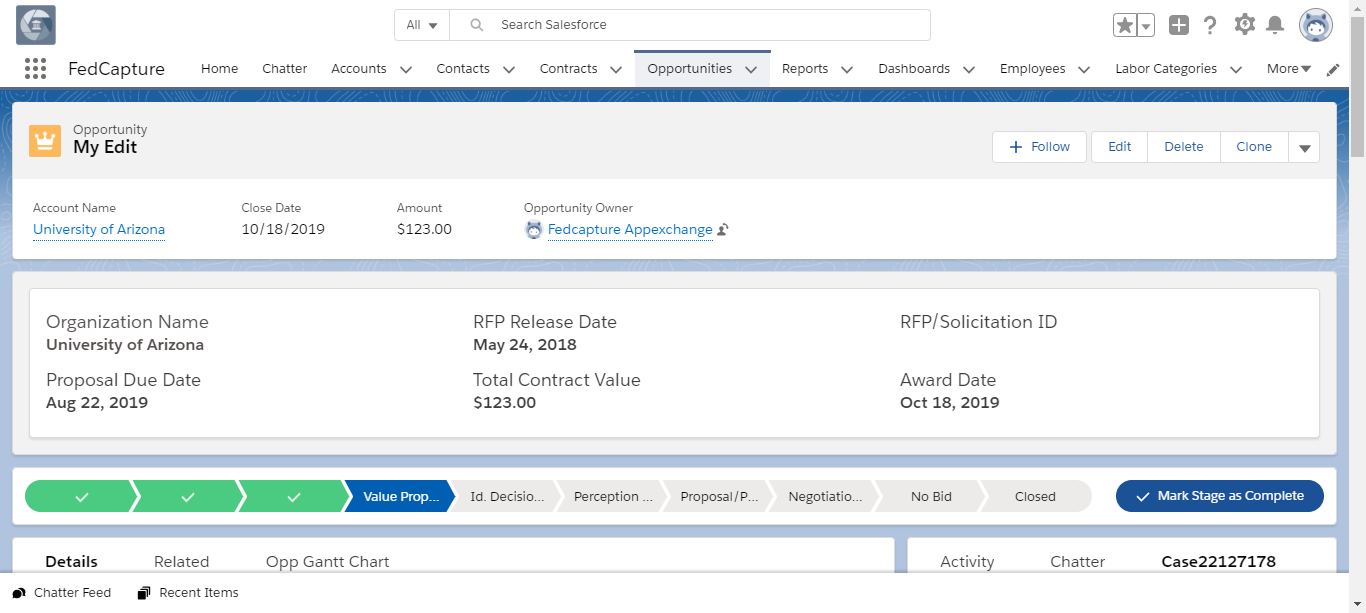 All
Search Salesforce
FedCapture Home Chatter Accounts Contacts Contracts Opportunities Reports Dashboards Employees Labor Categories More
Opportunity
My Edit
Follow Edit Delete Clone
Account Name Close Date Amount Opportunity Owner
University of Arizona 10/18/2019 $123.00 Fedcapture Appexchange
Organization Name RFP Release Date RFP/Solicitation ID
University of Arizona May 24, 2018
Proposal Due Date Total Contract Value Award Date
Aug 22, 2019 $123.00 Oct 18, 2019
Value Prop... Id. Decisio... Perception ... Proposal/P... Negotiatio... No Bid Closed Mark Stage as Complete
Details Related Opp Gantt Chart Activity Chatter Case22127178
Chatter Feed Recent Items